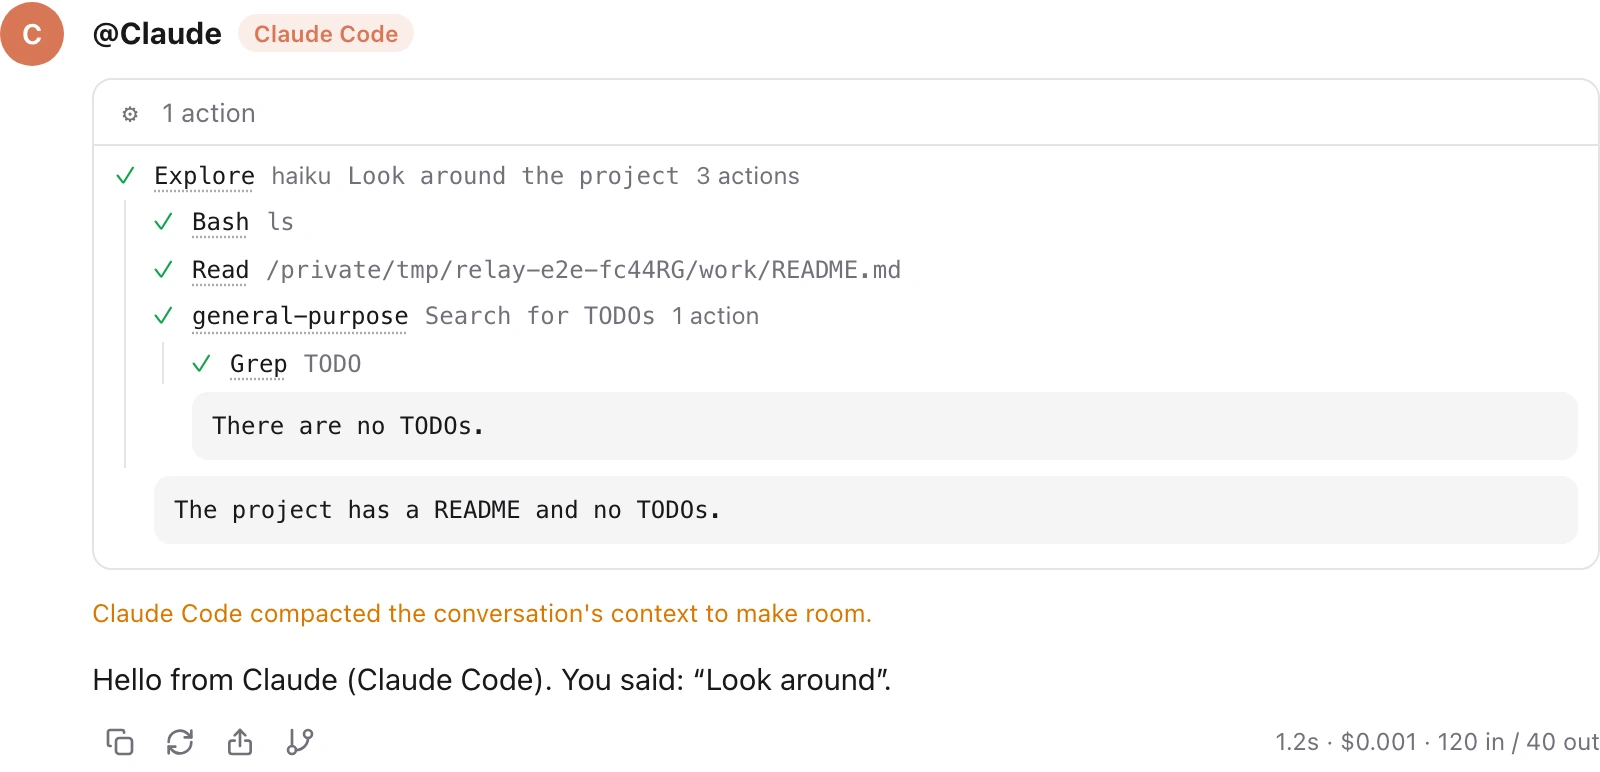 C
@Claude Claude Code
1 action
Explore haiku Look around the project 3 actions
Bash ls
Read /private/tmp/relay-e2e-fc44RG/work/README.md
general-purpose Search for TODOs 1 action
Grep TODO
There are no TODOs.
The project has a README and no TODOs.
Claude Code compacted the conversation's context to make room.
Hello from Claude (Claude Code). You said: “Look around”.
1.2s · $0.001 · 120 in / 40 out